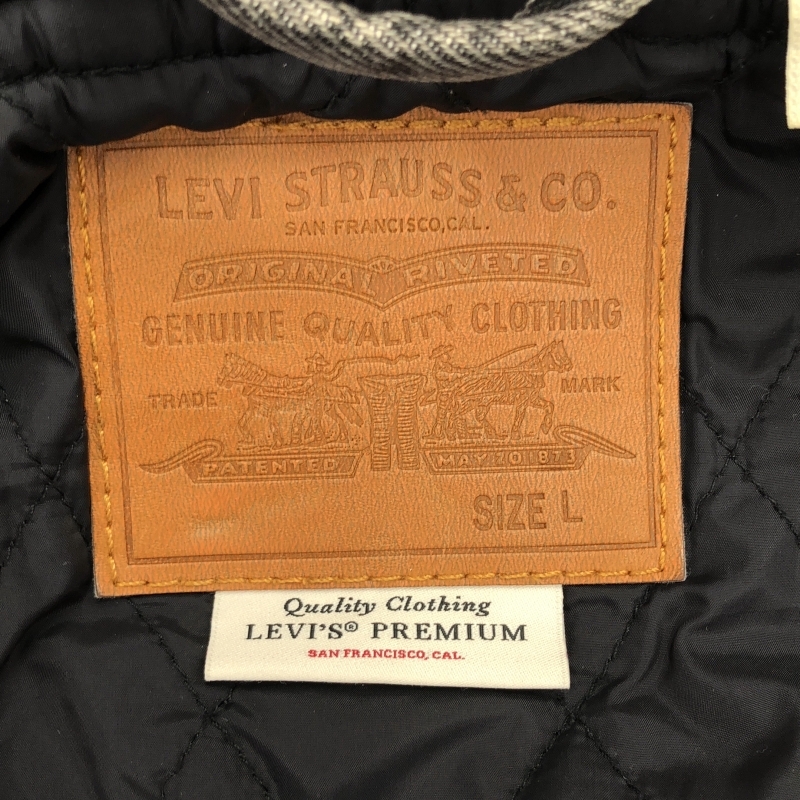 LEVI STRAUSS & CO.
SAN FRANCISCO, CAL.
ORIGINAL RIVETED
GENUINE QUALITY CLOTHING
TRADE MARK
PATENTED MAY 20 1873
SIZE L
Quality Clothing
LEVI'S® PREMIUM
SAN FRANCISCO, CAL.